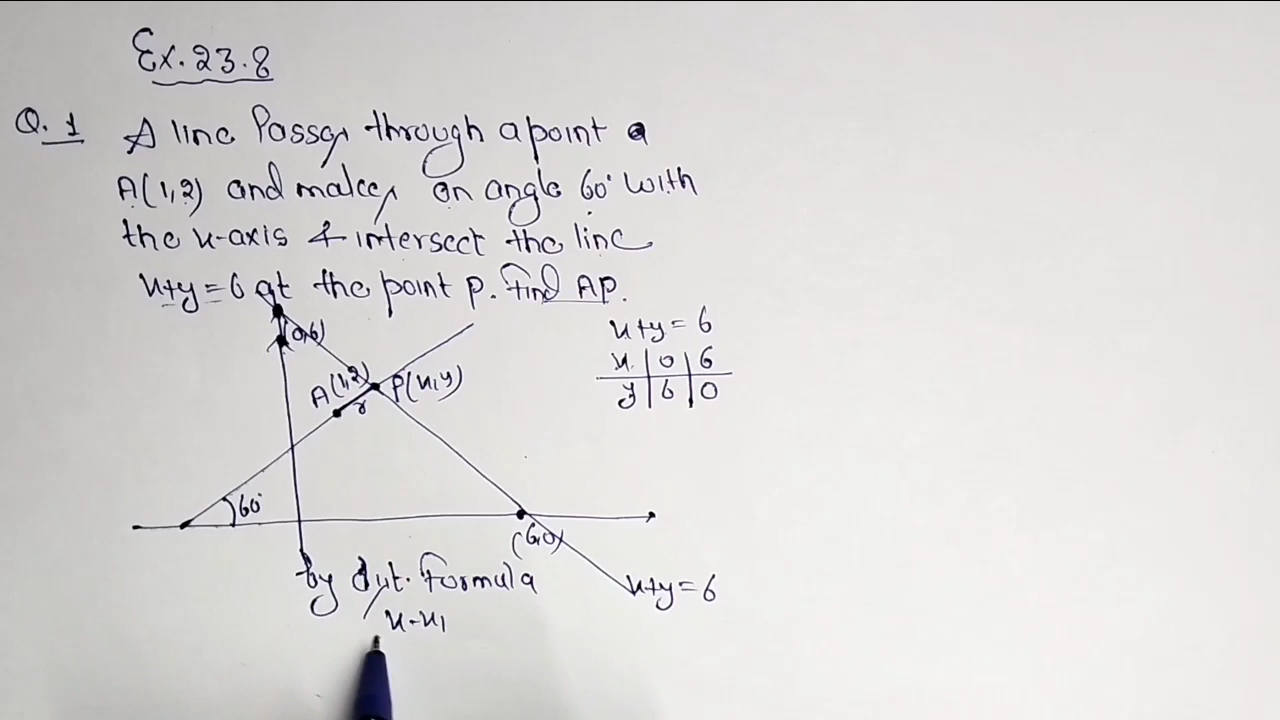 Ex. 23.8
Q. 1 A line Passes through a point
A(1,2) and makes an angle 60° with
the x-axis & intersect the line
x+y=6 at the point P. Find AP.
(0,6)
x+y=6
x 0 6
y 6 0
A(1,2) P(x,y)
r
60°
(6,0)
by dist. Formula
x+y=6
x-x1